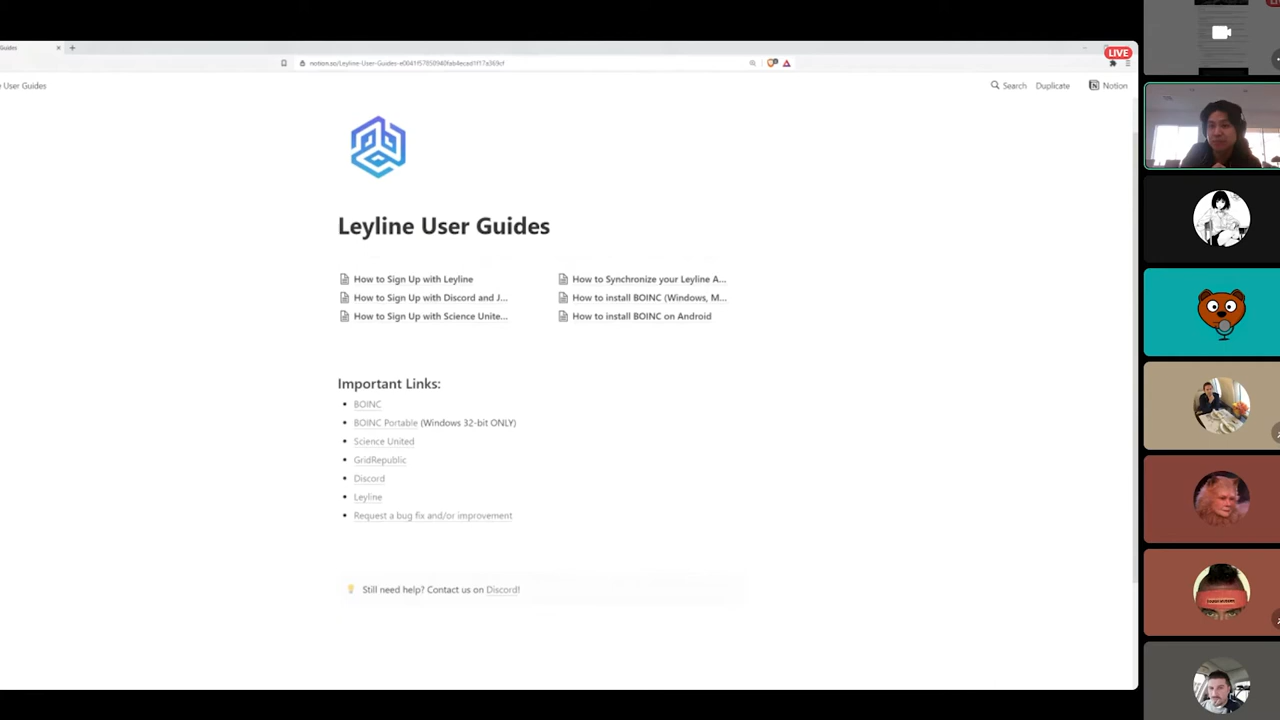 Guides
LIVE
e User Guides
Search
Duplicate
Notion
Leyline User Guides
How to Sign Up with Leyline
How to Synchronize your Leyline A...
How to Sign Up with Discord and J...
How to install BOINC (Windows, M...
How to Sign Up with Science Unite...
How to install BOINC on Android
Important Links:
BOINC
BOINC Portable (Windows 32-bit ONLY)
Science United
GridRepublic
Discord
Leyline
Request a bug fix and/or improvement
Still need help? Contact us on Discord!